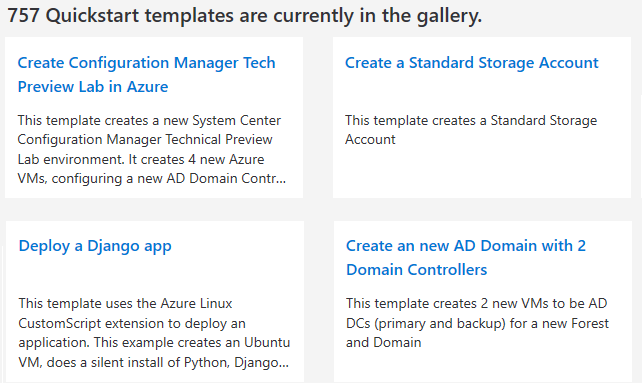 757 Quickstart templates are currently in the gallery.
Create Configuration Manager Tech
Preview Lab in Azure
This template creates a new System Center
Configuration Manager Technical Preview
Lab environment. It creates 4 new Azure
VMs, configuring a new AD Domain Contr...
Create a Standard Storage Account
This template creates a Standard Storage
Account
Deploy a Django app
This template uses the Azure Linux
CustomScript extension to deploy an
application. This example creates an Ubuntu
VM, does a silent install of Python, Django...
Create an new AD Domain with 2
Domain Controllers
This template creates 2 new VMs to be AD
DCs (primary and backup) for a new Forest
and Domain